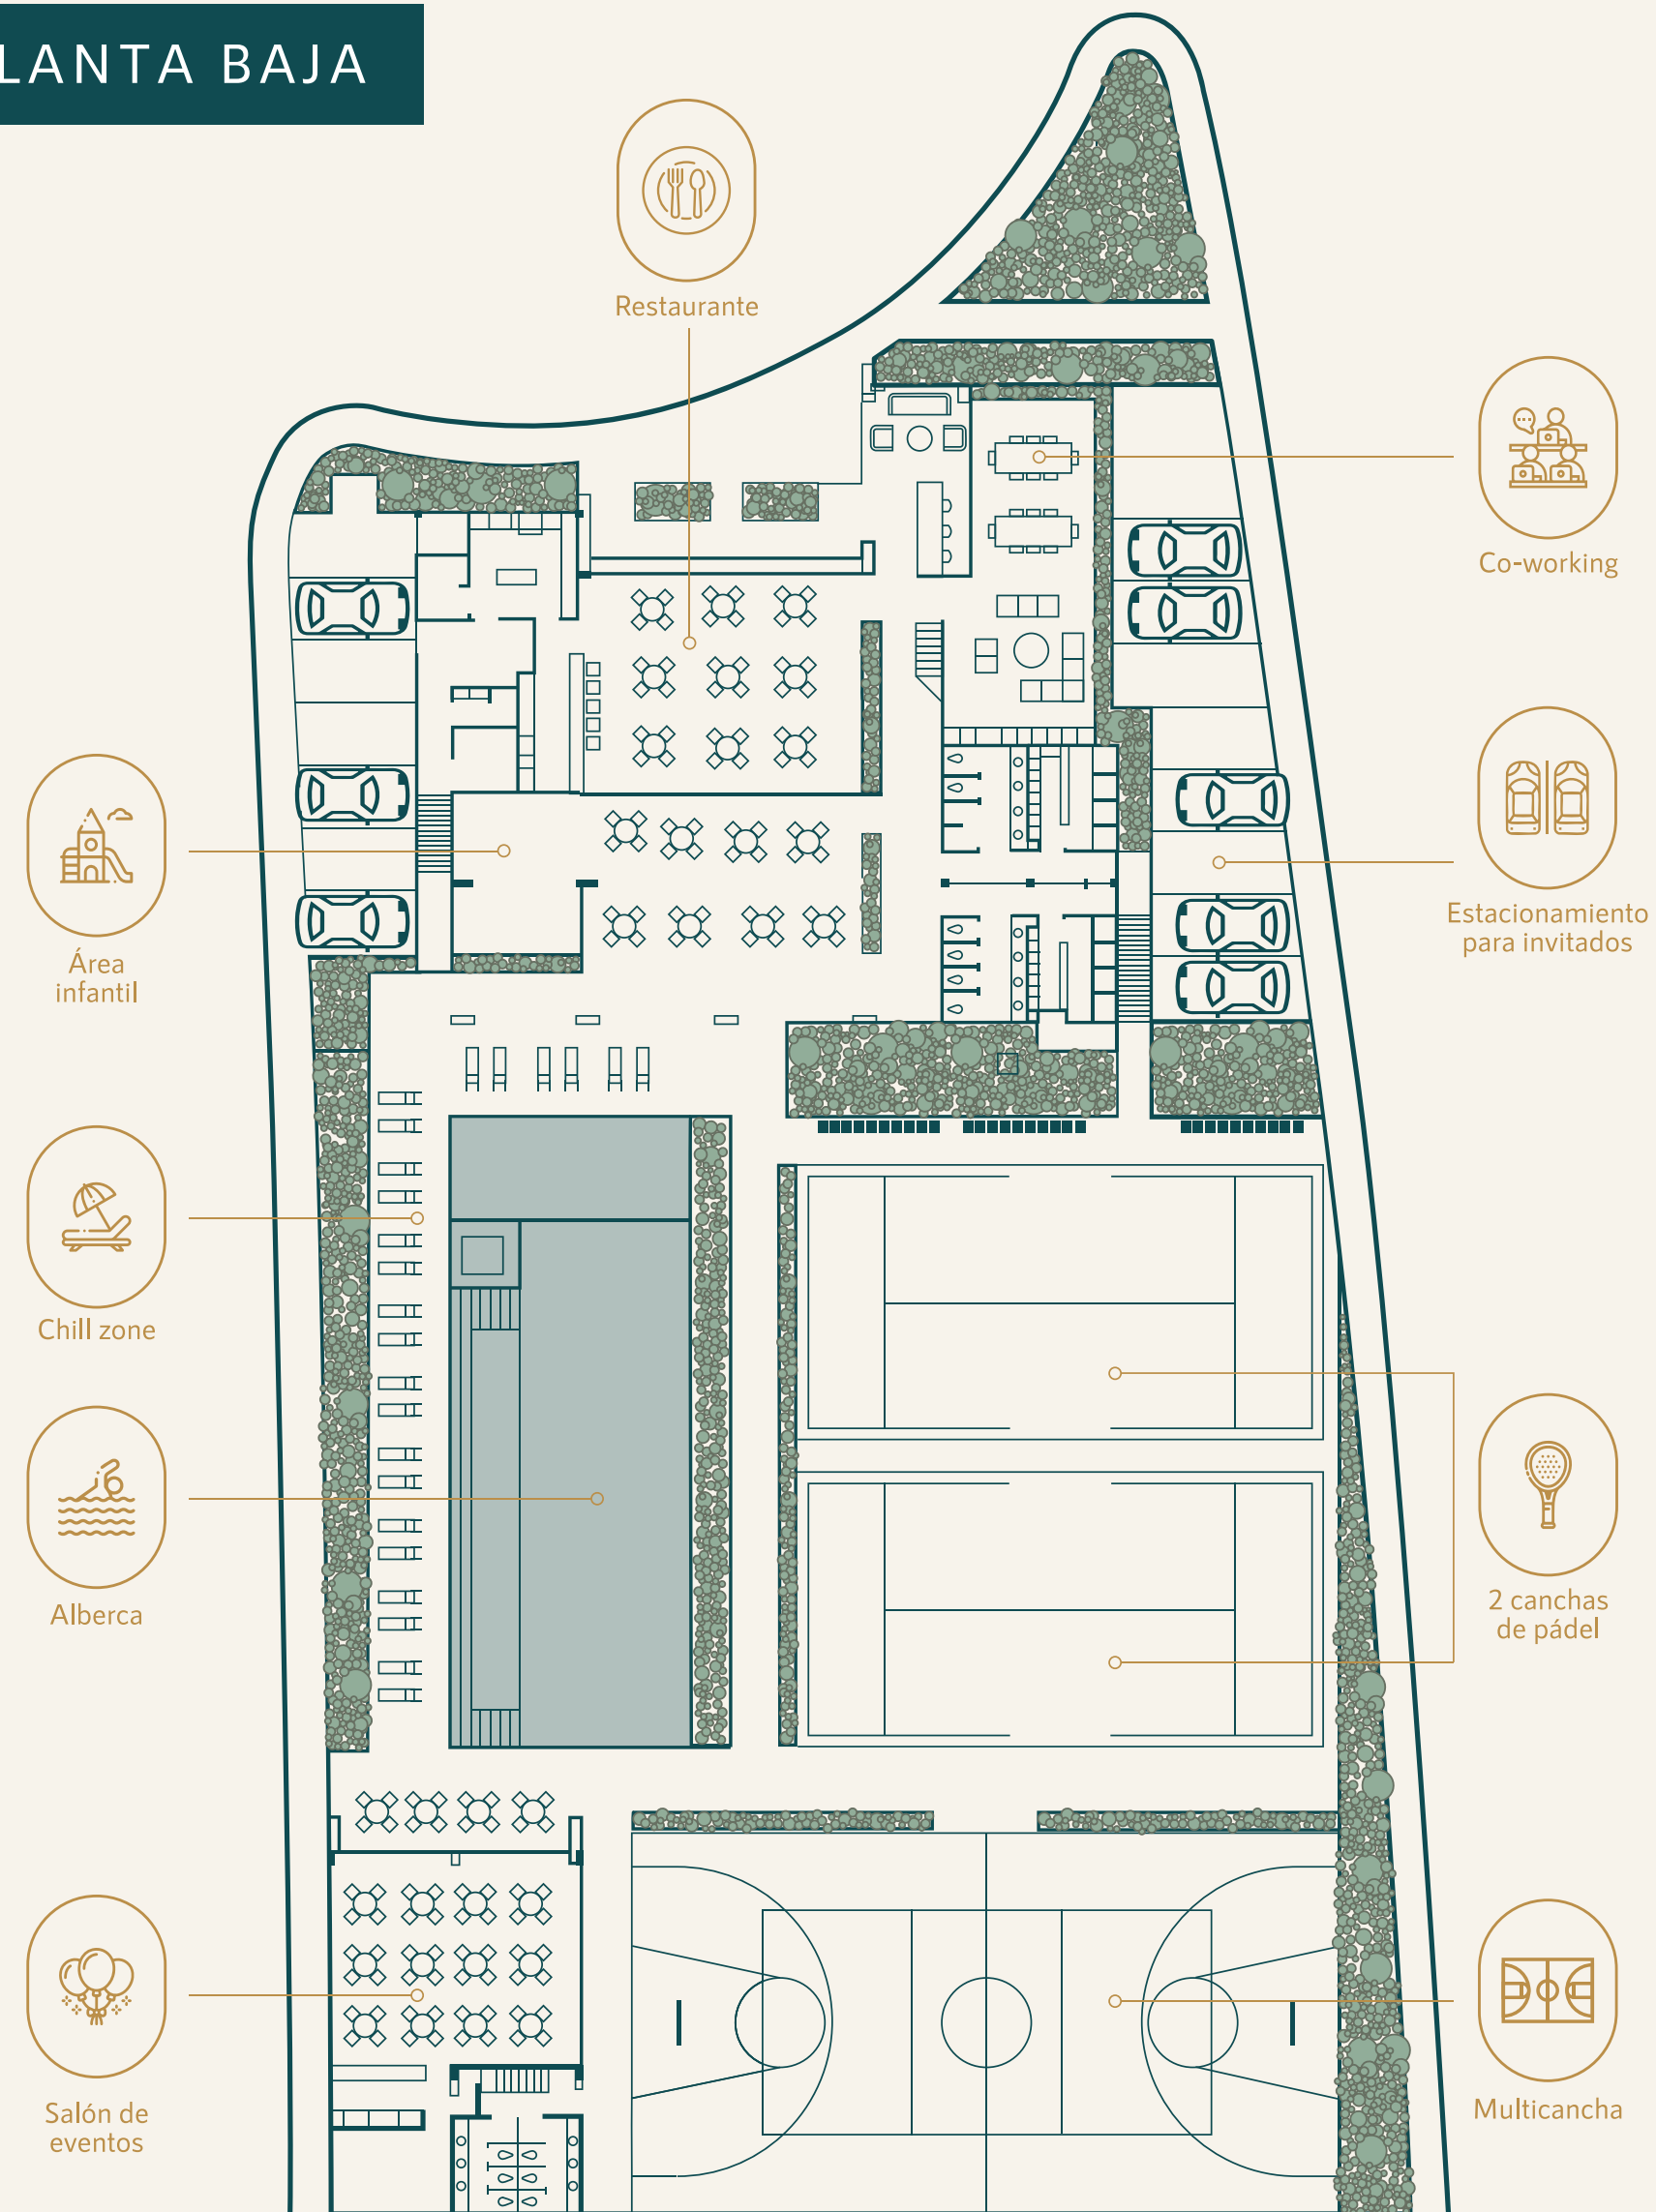 LANTA BAJA
Restaurante
Co-working
Estacionamiento
para invitados
Área
infantil
Chill zone
Alberca
2 canchas
de pádel
Salón de
eventos
Multicancha